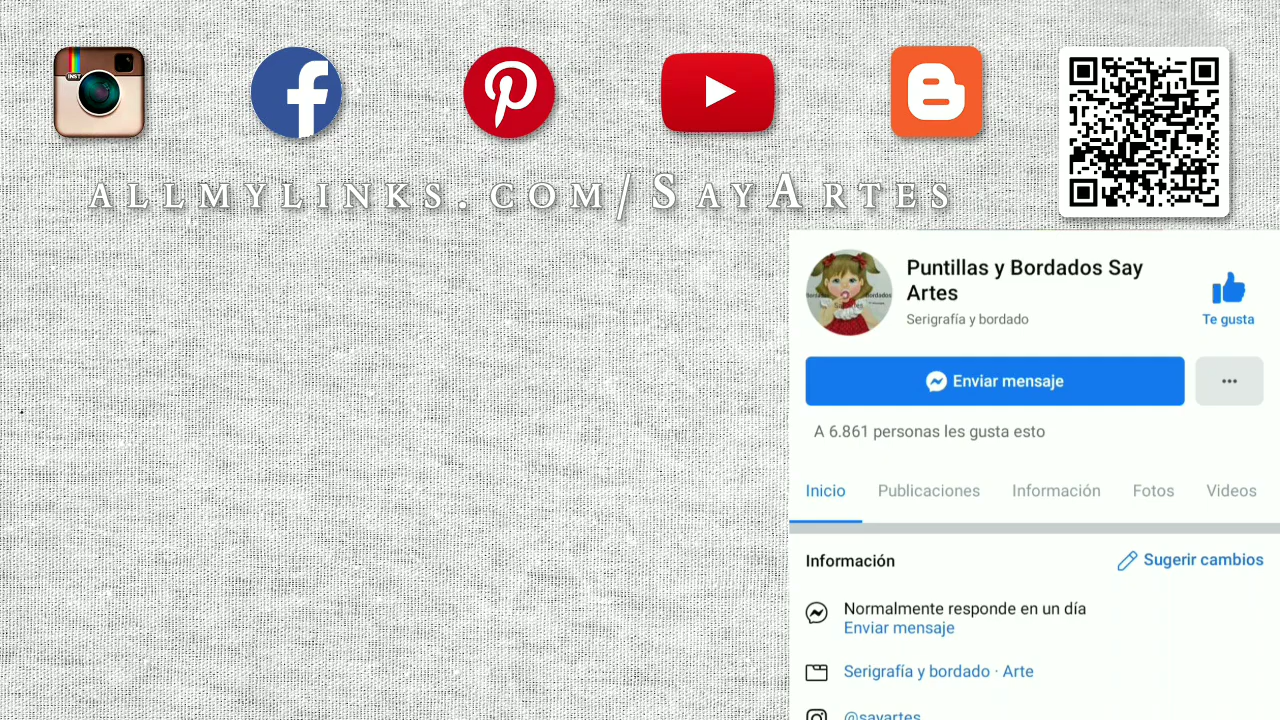 INST
allmylinks.com/SayArtes
Puntillas y Bordados Say
Artes
Serigrafía y bordado
Te gusta
Enviar mensaje
A 6.861 personas les gusta esto
Inicio Publicaciones Información Fotos Videos
Información
Sugerir cambios
Normalmente responde en un día
Enviar mensaje
Serigrafía y bordado · Arte
@sayartes